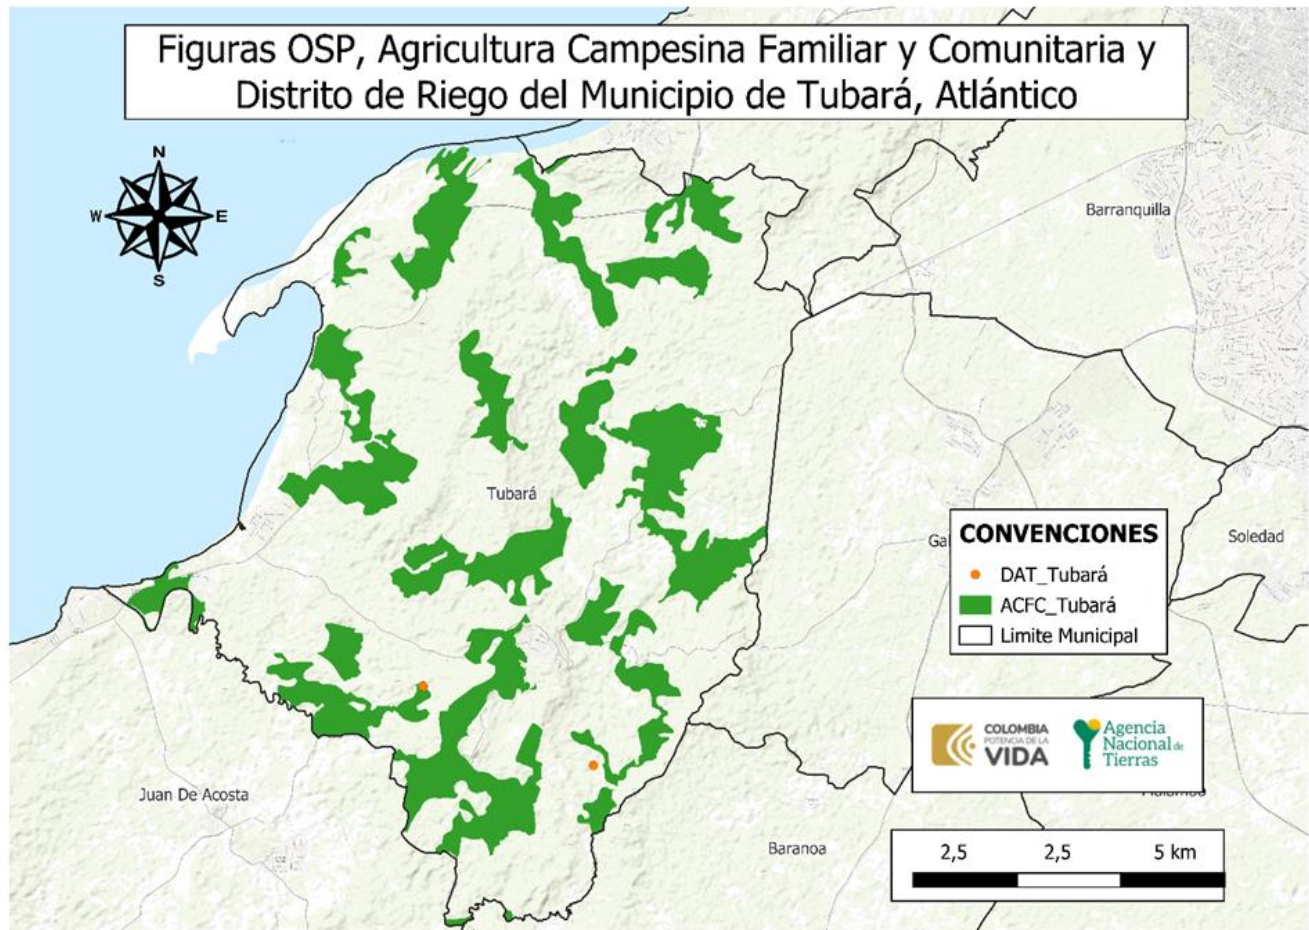 Figuras OSP, Agricultura Campesina Familiar y Comunitaria y
Distrito de Riego del Municipio de Tubará, Atlántico
N
W
E
S
Barranquilla
Tubará
Soledad
CONVENCIONES
DAT_Tubará
ACFC_Tubará
Limite Municipal
COLOMBIA
POTENCIA DE LA
VIDA
Agencia
Nacional de
Tierras
Juan De Acosta
Baranoa
2,5
2,5
5 km